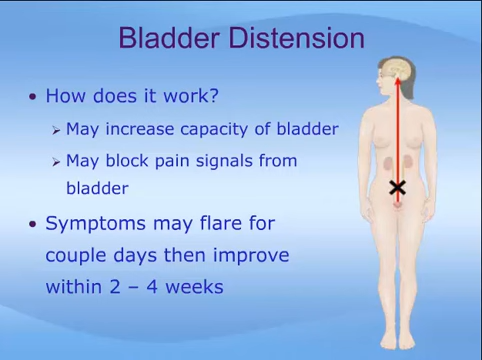 Bladder Distension
• How does it work?
➢ May increase capacity of bladder
➢ May block pain signals from
bladder
• Symptoms may flare for
couple days then improve
within 2 – 4 weeks